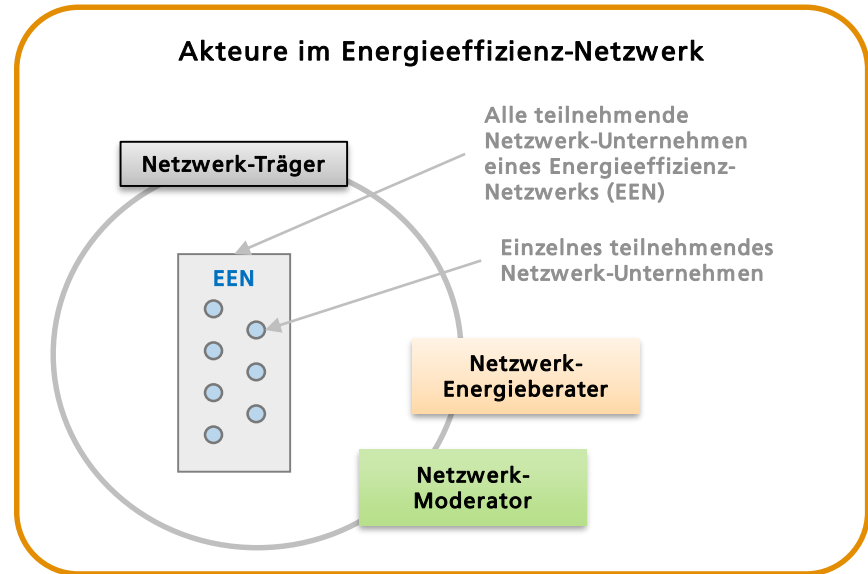 Akteure im Energieeffizienz-Netzwerk
Alle teilnehmende
Netzwerk-Unternehmen
eines Energieeffizienz-
Netzwerks (EEN)
Netzwerk-Träger
Einzelnes teilnehmendes
Netzwerk-Unternehmen
EEN
Netzwerk-
Energieberater
Netzwerk-
Moderator